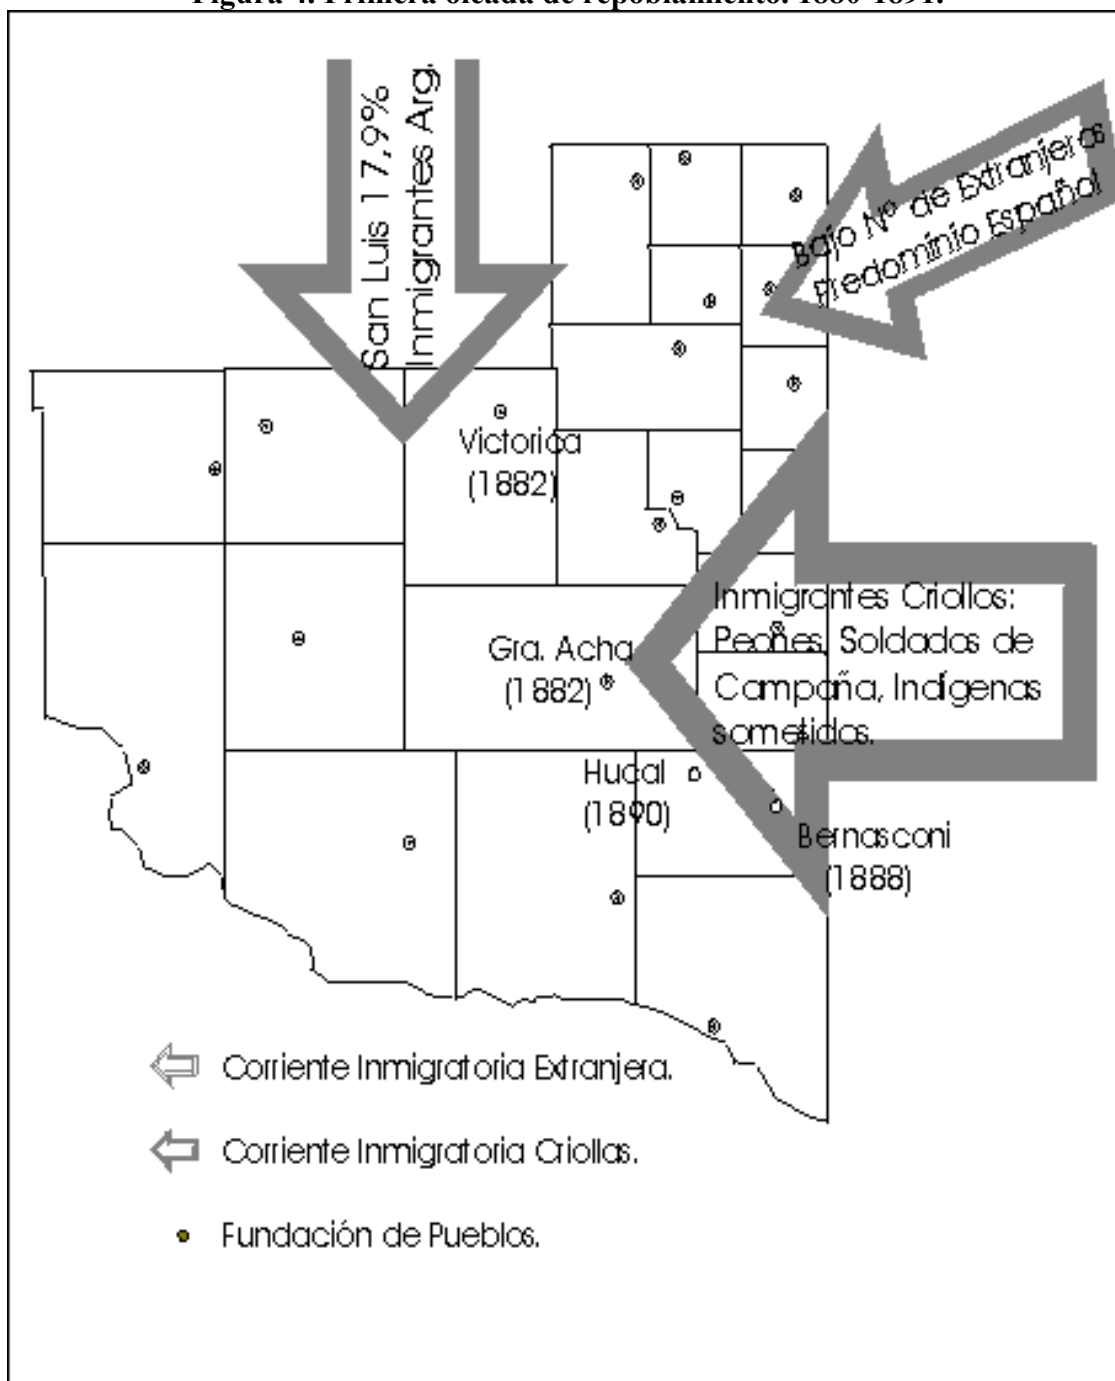 Figura 4. Primera oleada de repoblamiento. 1880-1891.
San Luis 17,9%
Inmigrantes Arg.
Bajo Nº de Extranjeros
Predominio Español
Victorica
(1882)
Inmigrantes Criollos:
Peones, Soldados de
Campaña, Indígenas
sometidos.
Gra. Acha
(1882)
Hucal
(1890)
Bernasconi
(1888)
Corriente Inmigratoria Extranjera.
Corriente Inmigratoria Criollas.
Fundación de Pueblos.